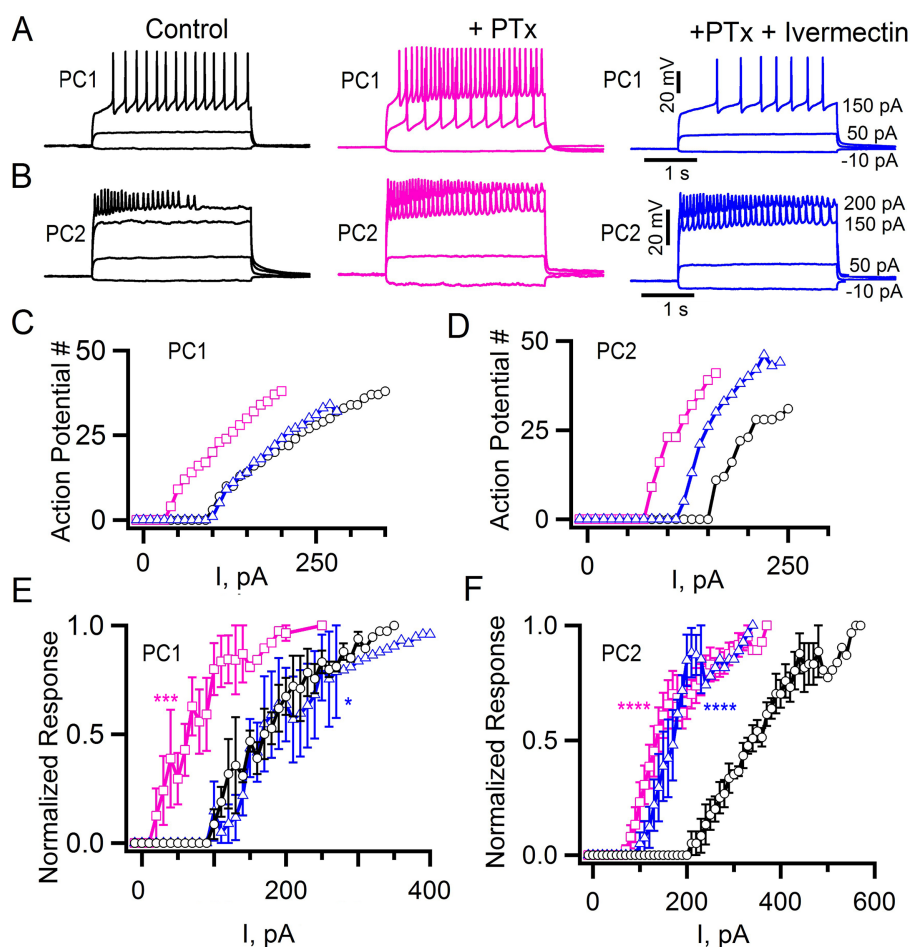 A
Control
+ PTx
+PTx + Ivermectin
PC1
PC1
PC1
20 mV
150 pA
50 pA
-10 pA
1 s
B
PC2
PC2
PC2
20 mV
200 pA
150 pA
50 pA
-10 pA
1 s
C
D
50
PC1
50
PC2
Action Potential #
Action Potential #
25
25
0
0
0
250
0
250
I, pA
I, pA
E
F
1.0
PC1
1.0
PC2
***
*
****
****
Normalized Response
Normalized Response
0.5
0.5
0.0
0.0
0
200
400
0
200
400
600
I, pA
I, pA